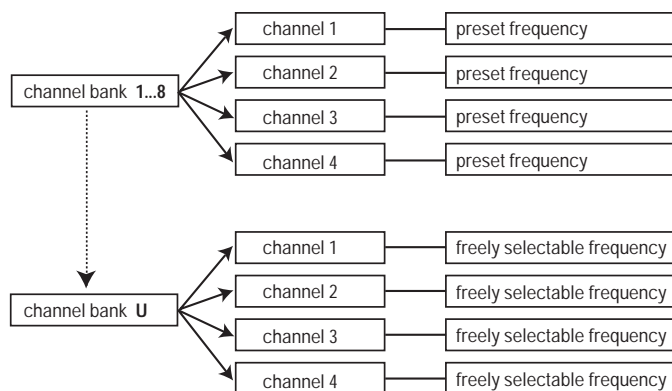 channel 1 preset frequency
channel 2 preset frequency
channel bank 1...8
channel 3 preset frequency
channel 4 preset frequency
channel 1 freely selectable frequency
channel 2 freely selectable frequency
channel bank U
channel 3 freely selectable frequency
channel 4 freely selectable frequency